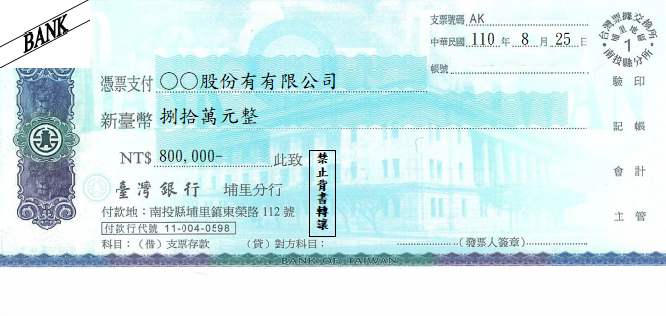 BANK
支票號碼 AK
中華民國 110 年 8 月 25 日
帳號
台灣票據交換所
埔里地區
1
南投縣分所
憑票支付 〇〇股份有有限公司
新臺幣 捌拾萬元整
NT$ 800,000- 此致
禁止背書轉讓
臺灣銀行 埔里分行
付款地:南投縣埔里鎮東榮路 112 號
付款行代號 11-004-0598
科目:(借)支票存款 (貸)對方科目:
(發票人簽章)
驗 印
記 帳
會 計
主 管
BANK OF TAIWAN